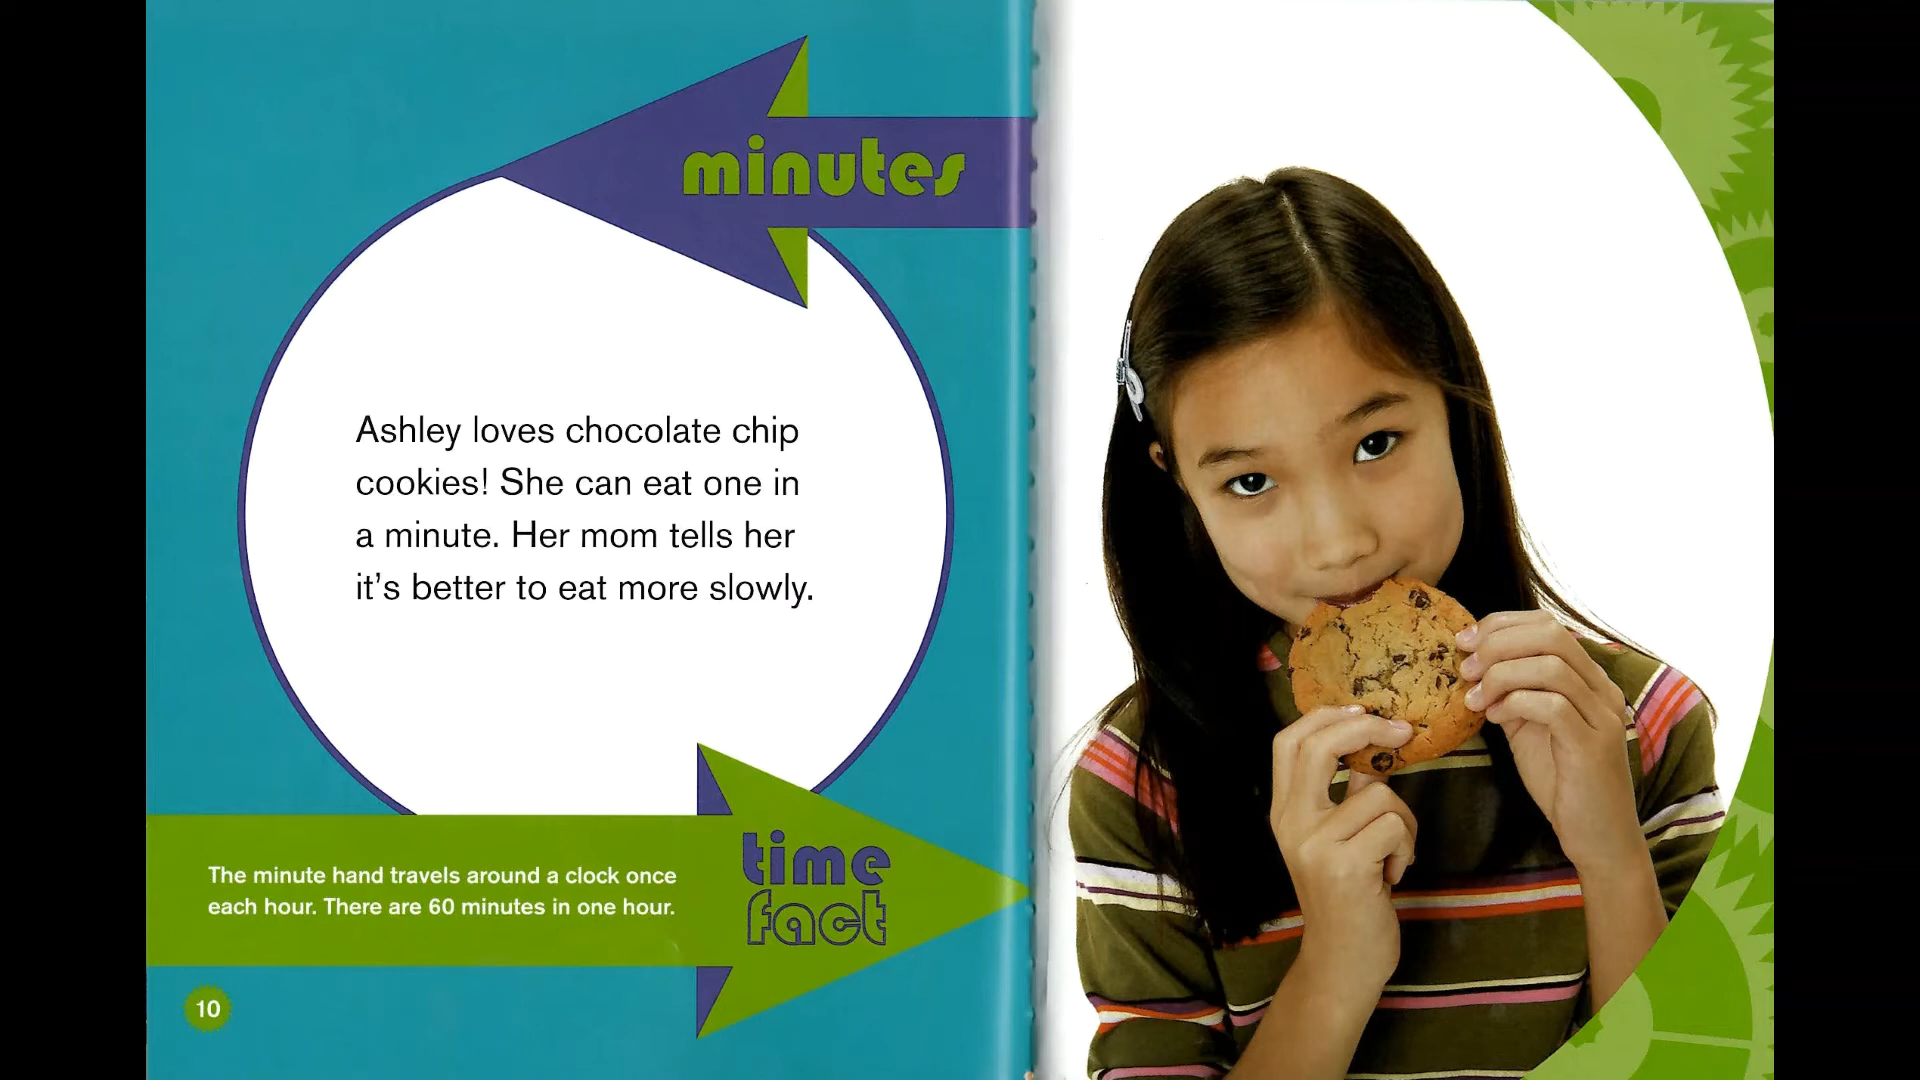 minutes
Ashley loves chocolate chip
cookies! She can eat one in
a minute. Her mom tells her
it’s better to eat more slowly.
The minute hand travels around a clock once
each hour. There are 60 minutes in one hour.
time
fact
10